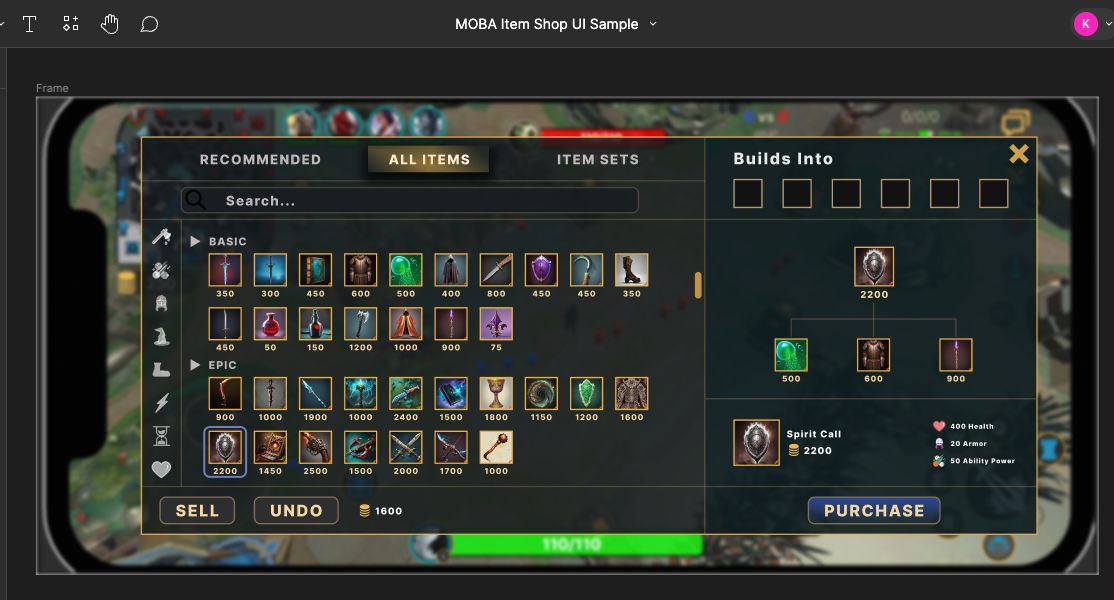 MOBA Item Shop UI Sample
K
Frame
VS
0/0/0
RECOMMENDED
ALL ITEMS
ITEM SETS
Builds Into
Search...
BASIC
350 300 450 600 500 400 800 450 450 350
450 50 150 1200 1000 900 75
EPIC
900 1000 1900 1000 2400 1500 1800 1150 1200 1600
2200 1450 2500 1500 2000 1700 1000
2200
500 600 900
Spirit Call
2200
400 Health
20 Armor
50 Ability Power
SELL
UNDO
1600
PURCHASE
110/110